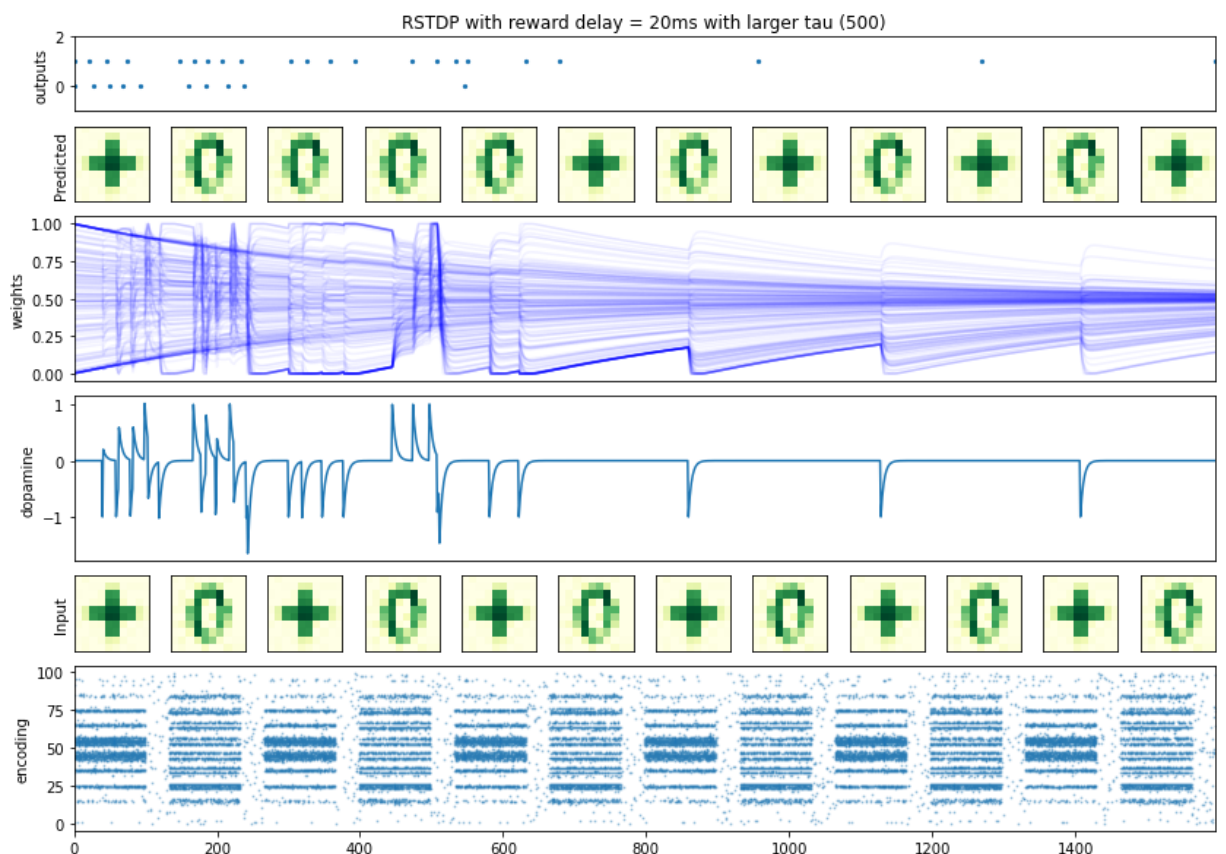 RSTDP with reward delay = 20ms with larger tau (500)
2
0
outputs
Predicted
1.00
0.75
0.50
0.25
0.00
weights
1
0
−1
dopamine
Input
100
75
50
25
0
encoding
0 200 400 600 800 1000 1200 1400